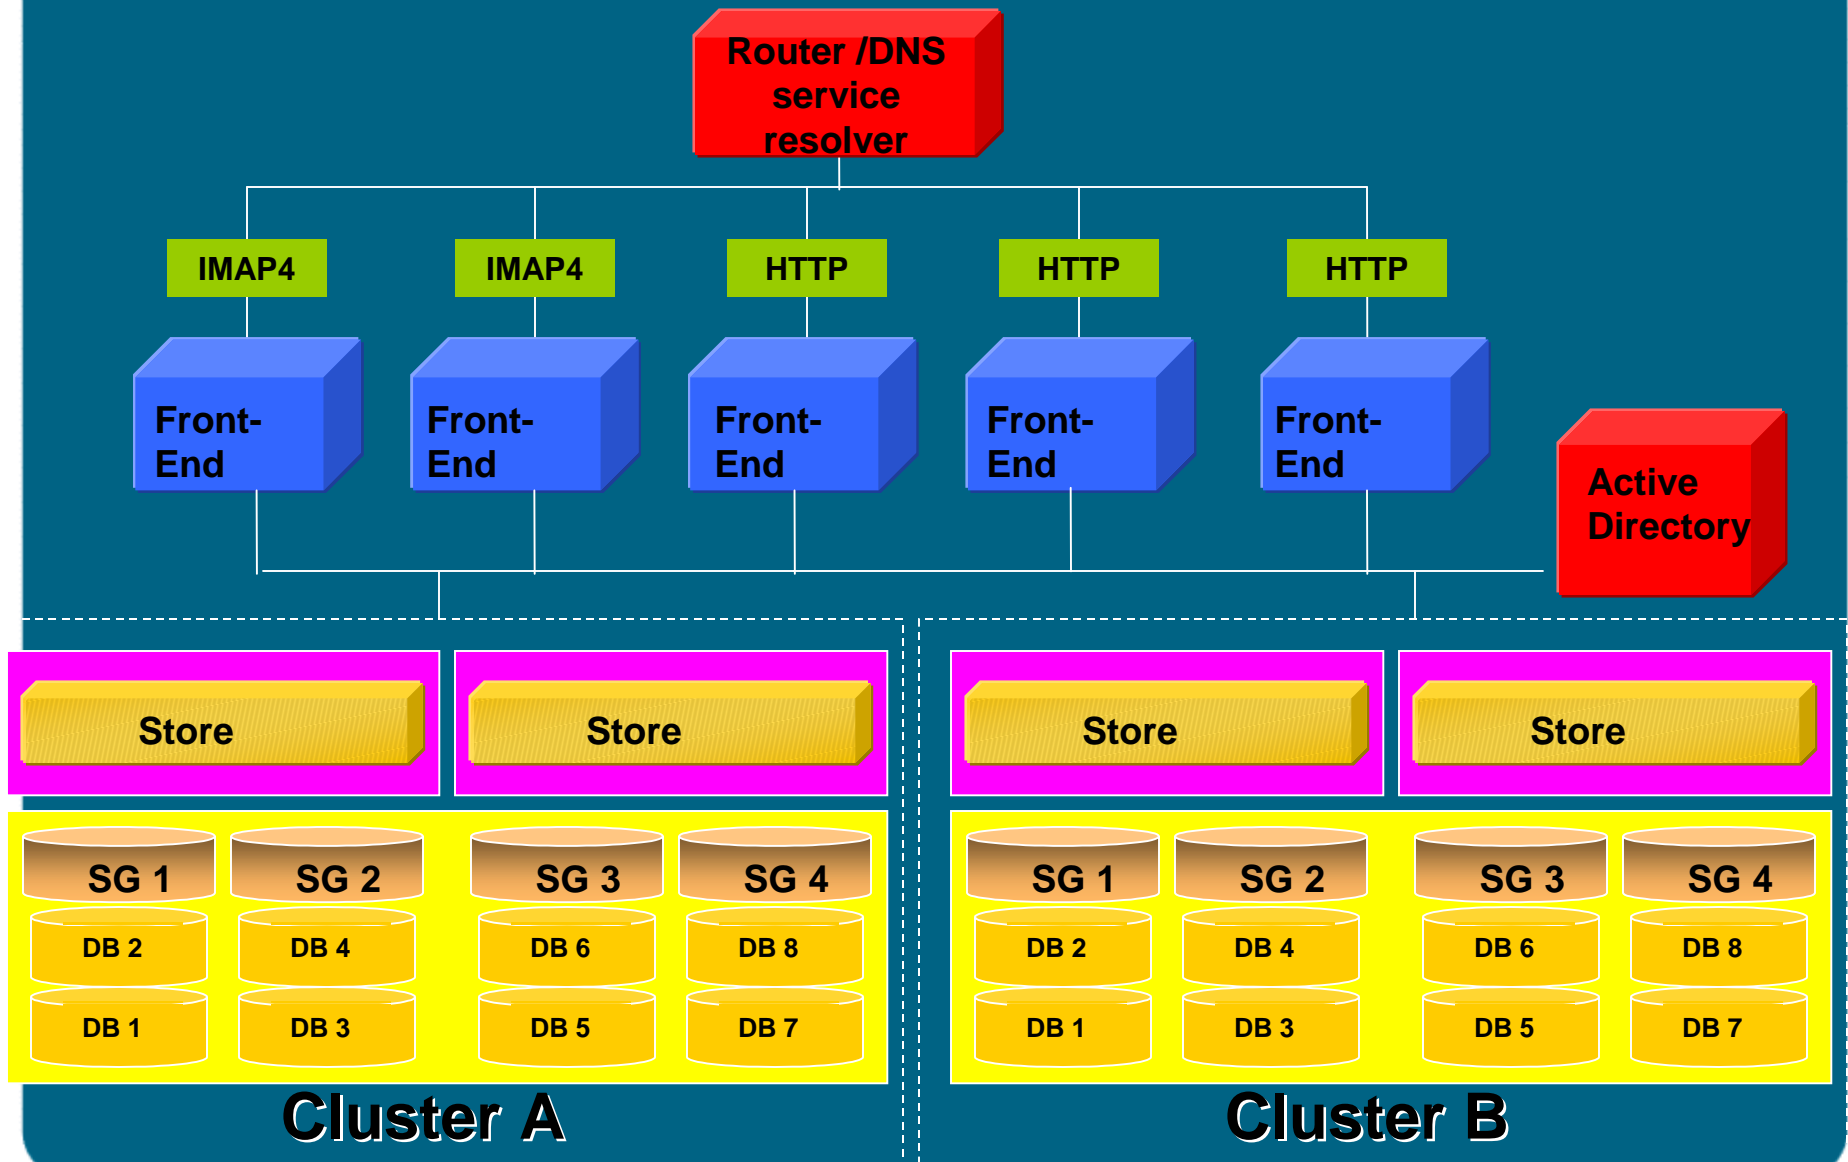 Router /DNS
service
resolver
IMAP4
IMAP4
HTTP
HTTP
HTTP
Front-
End
Front-
End
Front-
End
Front-
End
Front-
End
Active
Directory
Store
Store
Store
Store
SG 1
SG 2
SG 3
SG 4
SG 1
SG 2
SG 3
SG 4
DB 2
DB 4
DB 6
DB 8
DB 2
DB 4
DB 6
DB 8
DB 1
DB 3
DB 5
DB 7
DB 1
DB 3
DB 5
DB 7
Cluster A
Cluster B